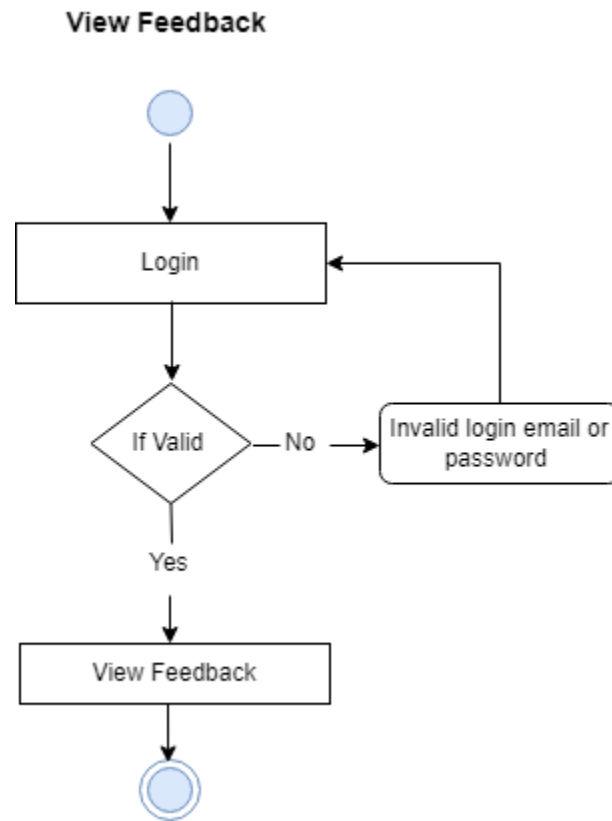 View Feedback
Login
If Valid
No
Invalid login email or
password
Yes
View Feedback